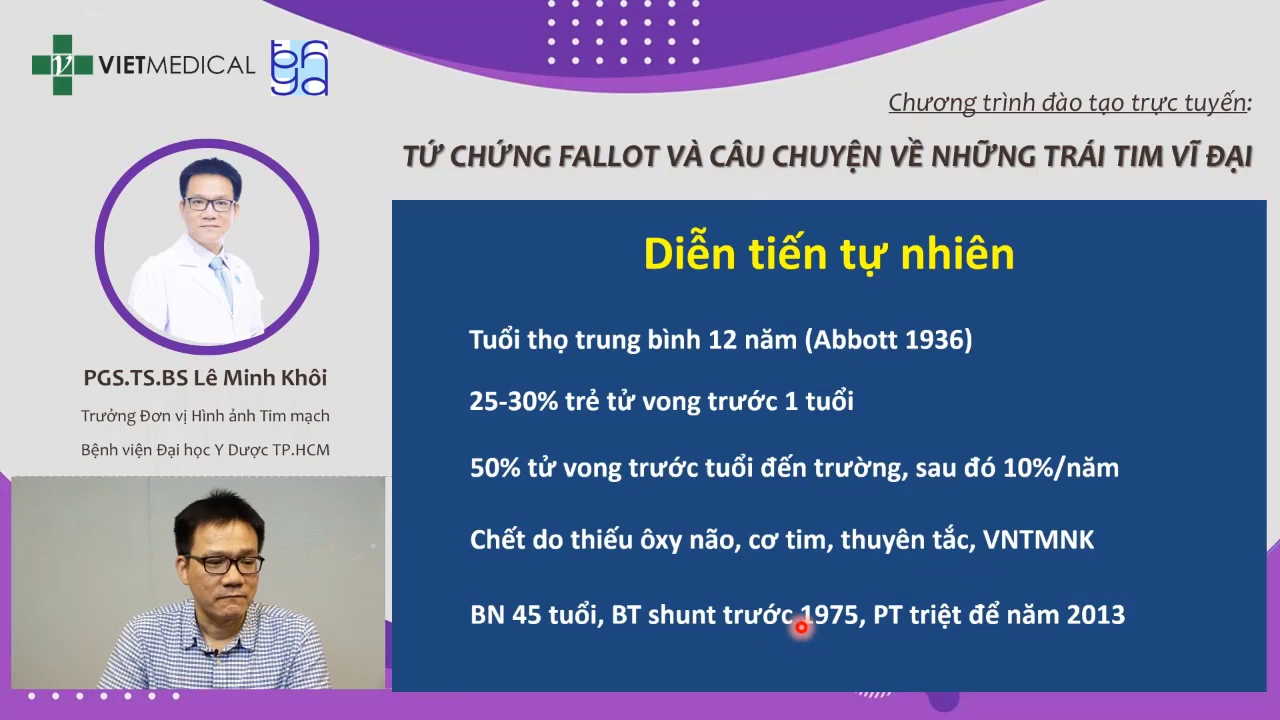 VIETMEDICAL
Chương trình đào tạo trực tuyến:
TỨ CHỨNG FALLOT VÀ CÂU CHUYỆN VỀ NHỮNG TRÁI TIM VĨ ĐẠI
PGS.TS.BS Lê Minh Khôi
Trưởng Đơn vị Hình ảnh Tim mạch
Bệnh viện Đại học Y Dược TP.HCM
Diễn tiến tự nhiên
Tuổi thọ trung bình 12 năm (Abbott 1936)
25-30% trẻ tử vong trước 1 tuổi
50% tử vong trước tuổi đến trường, sau đó 10%/năm
Chết do thiếu ôxy não, cơ tim, thuyên tắc, VNTMNK
BN 45 tuổi, BT shunt trước 1975, PT triệt để năm 2013